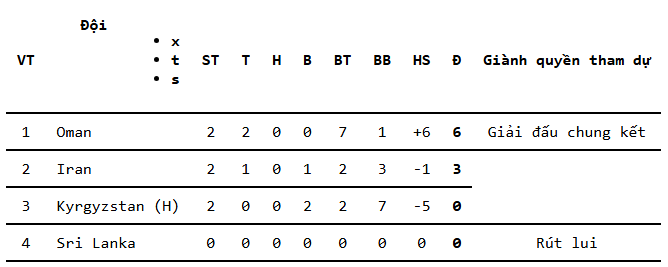 Đội
• x
• t
• s
VT ST T H B BT BB HS Đ Giành quyền tham dự
1 Oman 2 2 0 0 7 1 +6 6 Giải đấu chung kết
2 Iran 2 1 0 1 2 3 -1 3
3 Kyrgyzstan (H) 2 0 0 2 2 7 -5 0
4 Sri Lanka 0 0 0 0 0 0 0 0 Rút lui